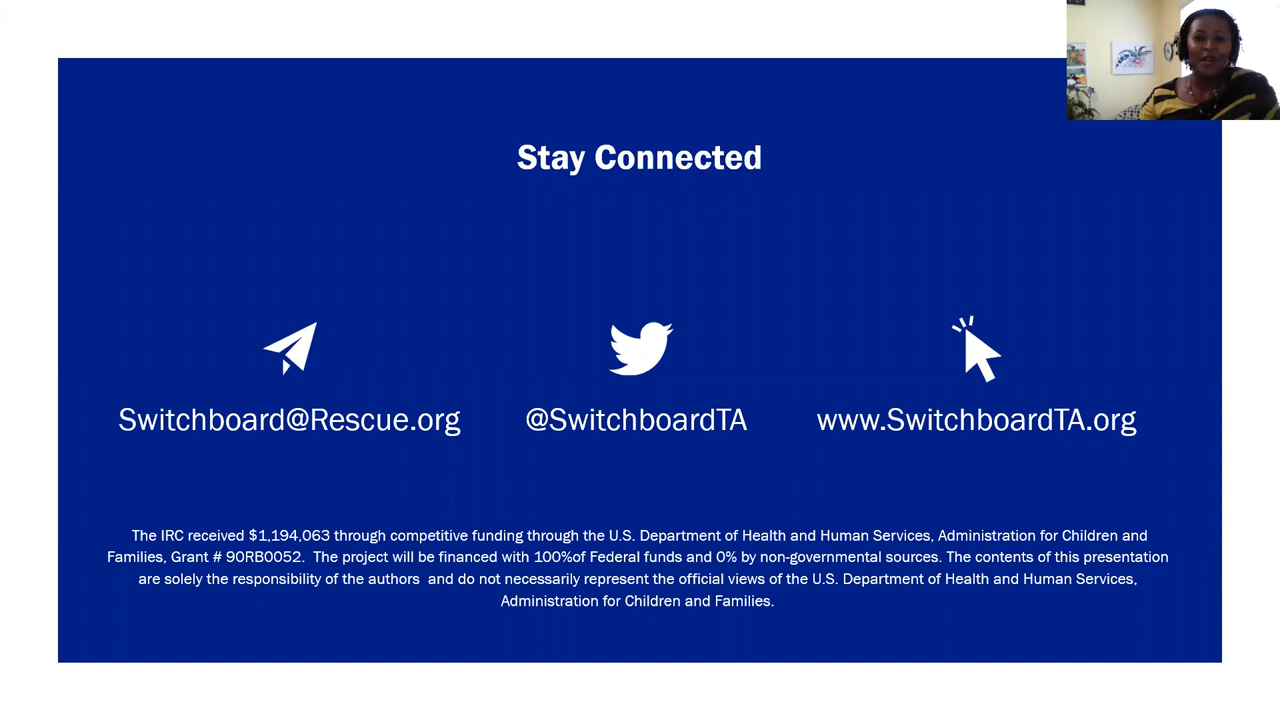 Stay Connected
Switchboard@Rescue.org
@SwitchboardTA
www.SwitchboardTA.org
The IRC received $1,194,063 through competitive funding through the U.S. Department of Health and Human Services, Administration for Children and
Families, Grant # 90RB0052.  The project will be financed with 100%of Federal funds and 0% by non-governmental sources. The contents of this presentation
are solely the responsibility of the authors  and do not necessarily represent the official views of the U.S. Department of Health and Human Services,
Administration for Children and Families.